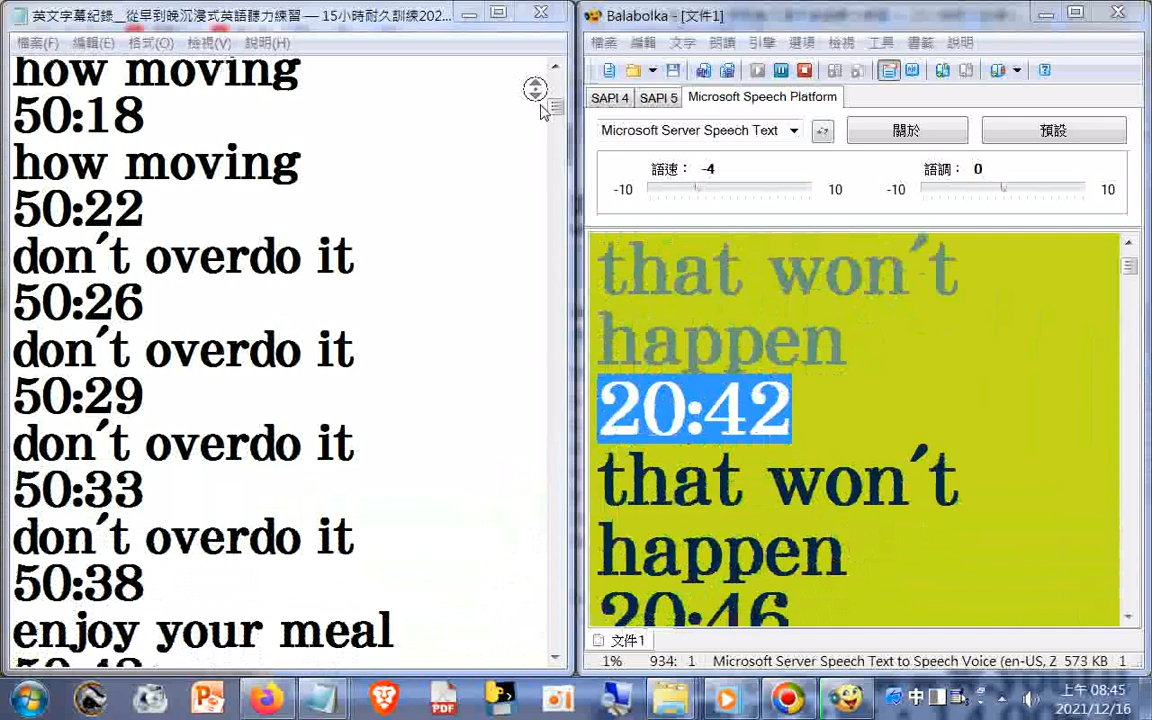 英文字幕紀錄__從早到晚沉浸式英語聽力練習 — 15小時耐久訓練202...
檔案(F) 編輯(E) 格式(O) 檢視(V) 說明(H)
how moving
50:18
how moving
50:22
don't overdo it
50:26
don't overdo it
50:29
don't overdo it
50:33
don't overdo it
50:38
enjoy your meal
Balabolka - [文件1]
檔案 編輯 文字 朗讀 引擎 選項 檢視 工具 書籤 說明
SAPI 4 SAPI 5 Microsoft Speech Platform
Microsoft Server Speech Text 關於 預設
語速: -4 語調: 0
-10 10 -10 10
that won't
happen
20:42
that won't
happen
20:46
文件1
1% 934: 1 Microsoft Server Speech Text to Speech Voice (en-US, 2 573 KB 1
PDF 中 上午 08:45
2021/12/16